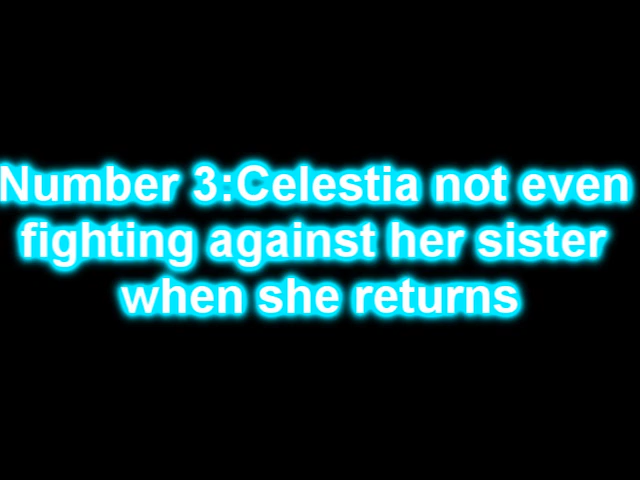 Number 3:Celestia not even
fighting against her sister
when she returns